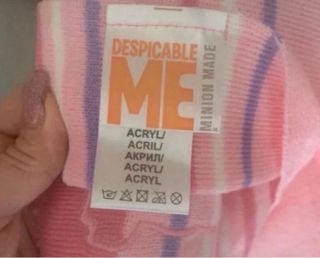 DESPICABLE
ME
MINION MADE
ACRYL/
ACRIL/
АКРИЛ/
ACRYL/
ACRYL